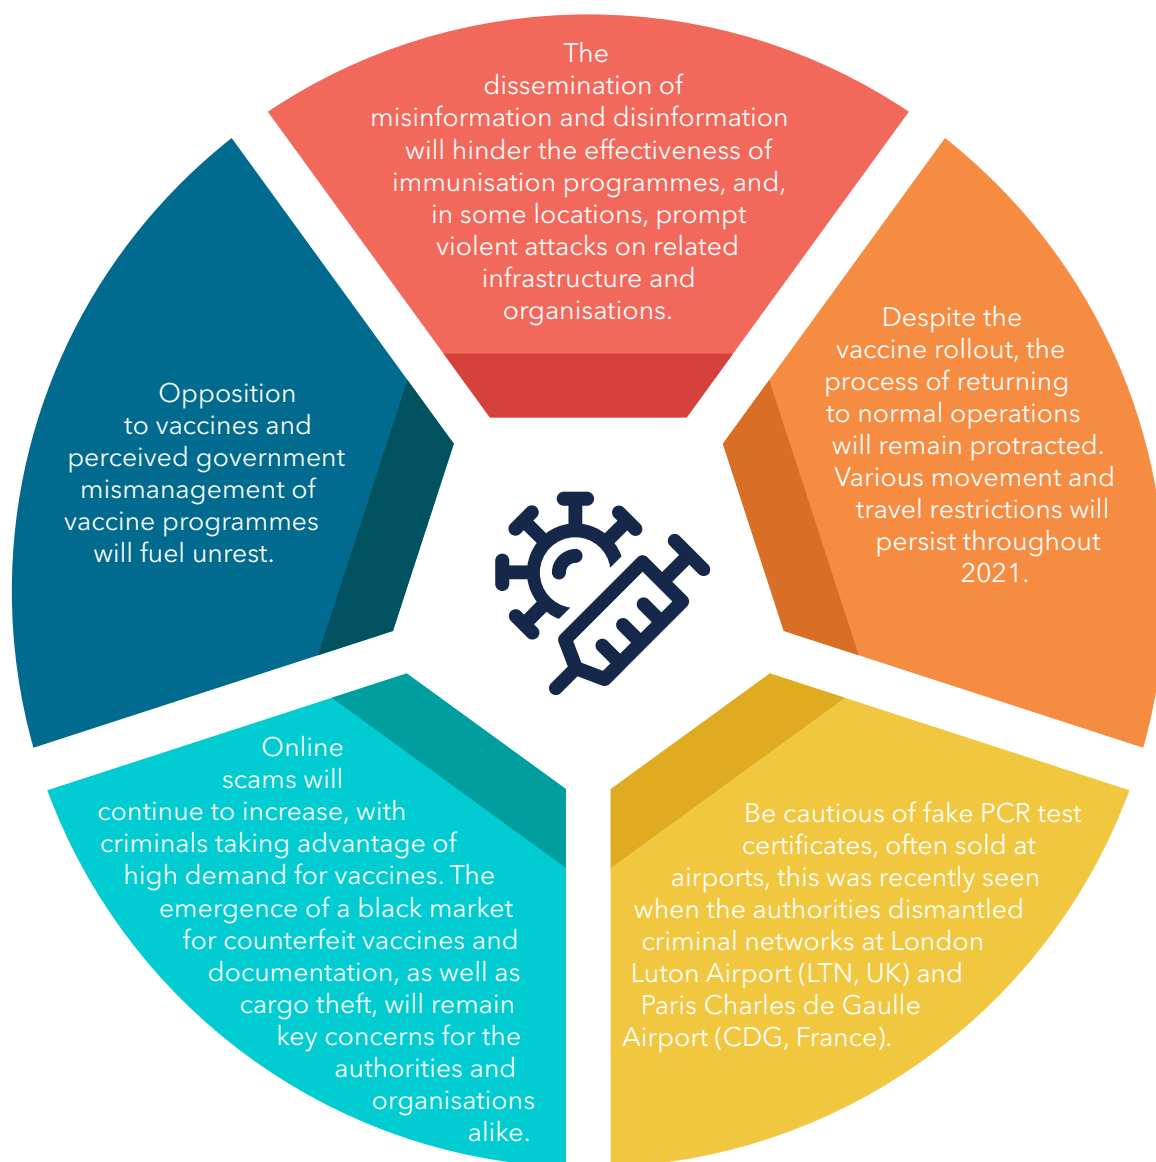 The
dissemination of
misinformation and disinformation
will hinder the effectiveness of
immunisation programmes, and,
in some locations, prompt
violent attacks on related
infrastructure and
organisations.
Despite the
vaccine rollout, the
process of returning
to normal operations
will remain protracted.
Various movement and
travel restrictions will
persist throughout
2021.
Be cautious of fake PCR test
certificates, often sold at
airports, this was recently seen
when the authorities dismantled
criminal networks at London
Luton Airport (LTN, UK) and
Paris Charles de Gaulle
Airport (CDG, France).
Online
scams will
continue to increase, with
criminals taking advantage of
high demand for vaccines. The
emergence of a black market
for counterfeit vaccines and
documentation, as well as
cargo theft, will remain
key concerns for the
authorities and
organisations
alike.
Opposition
to vaccines and
perceived government
mismanagement of
vaccine programmes
will fuel unrest.